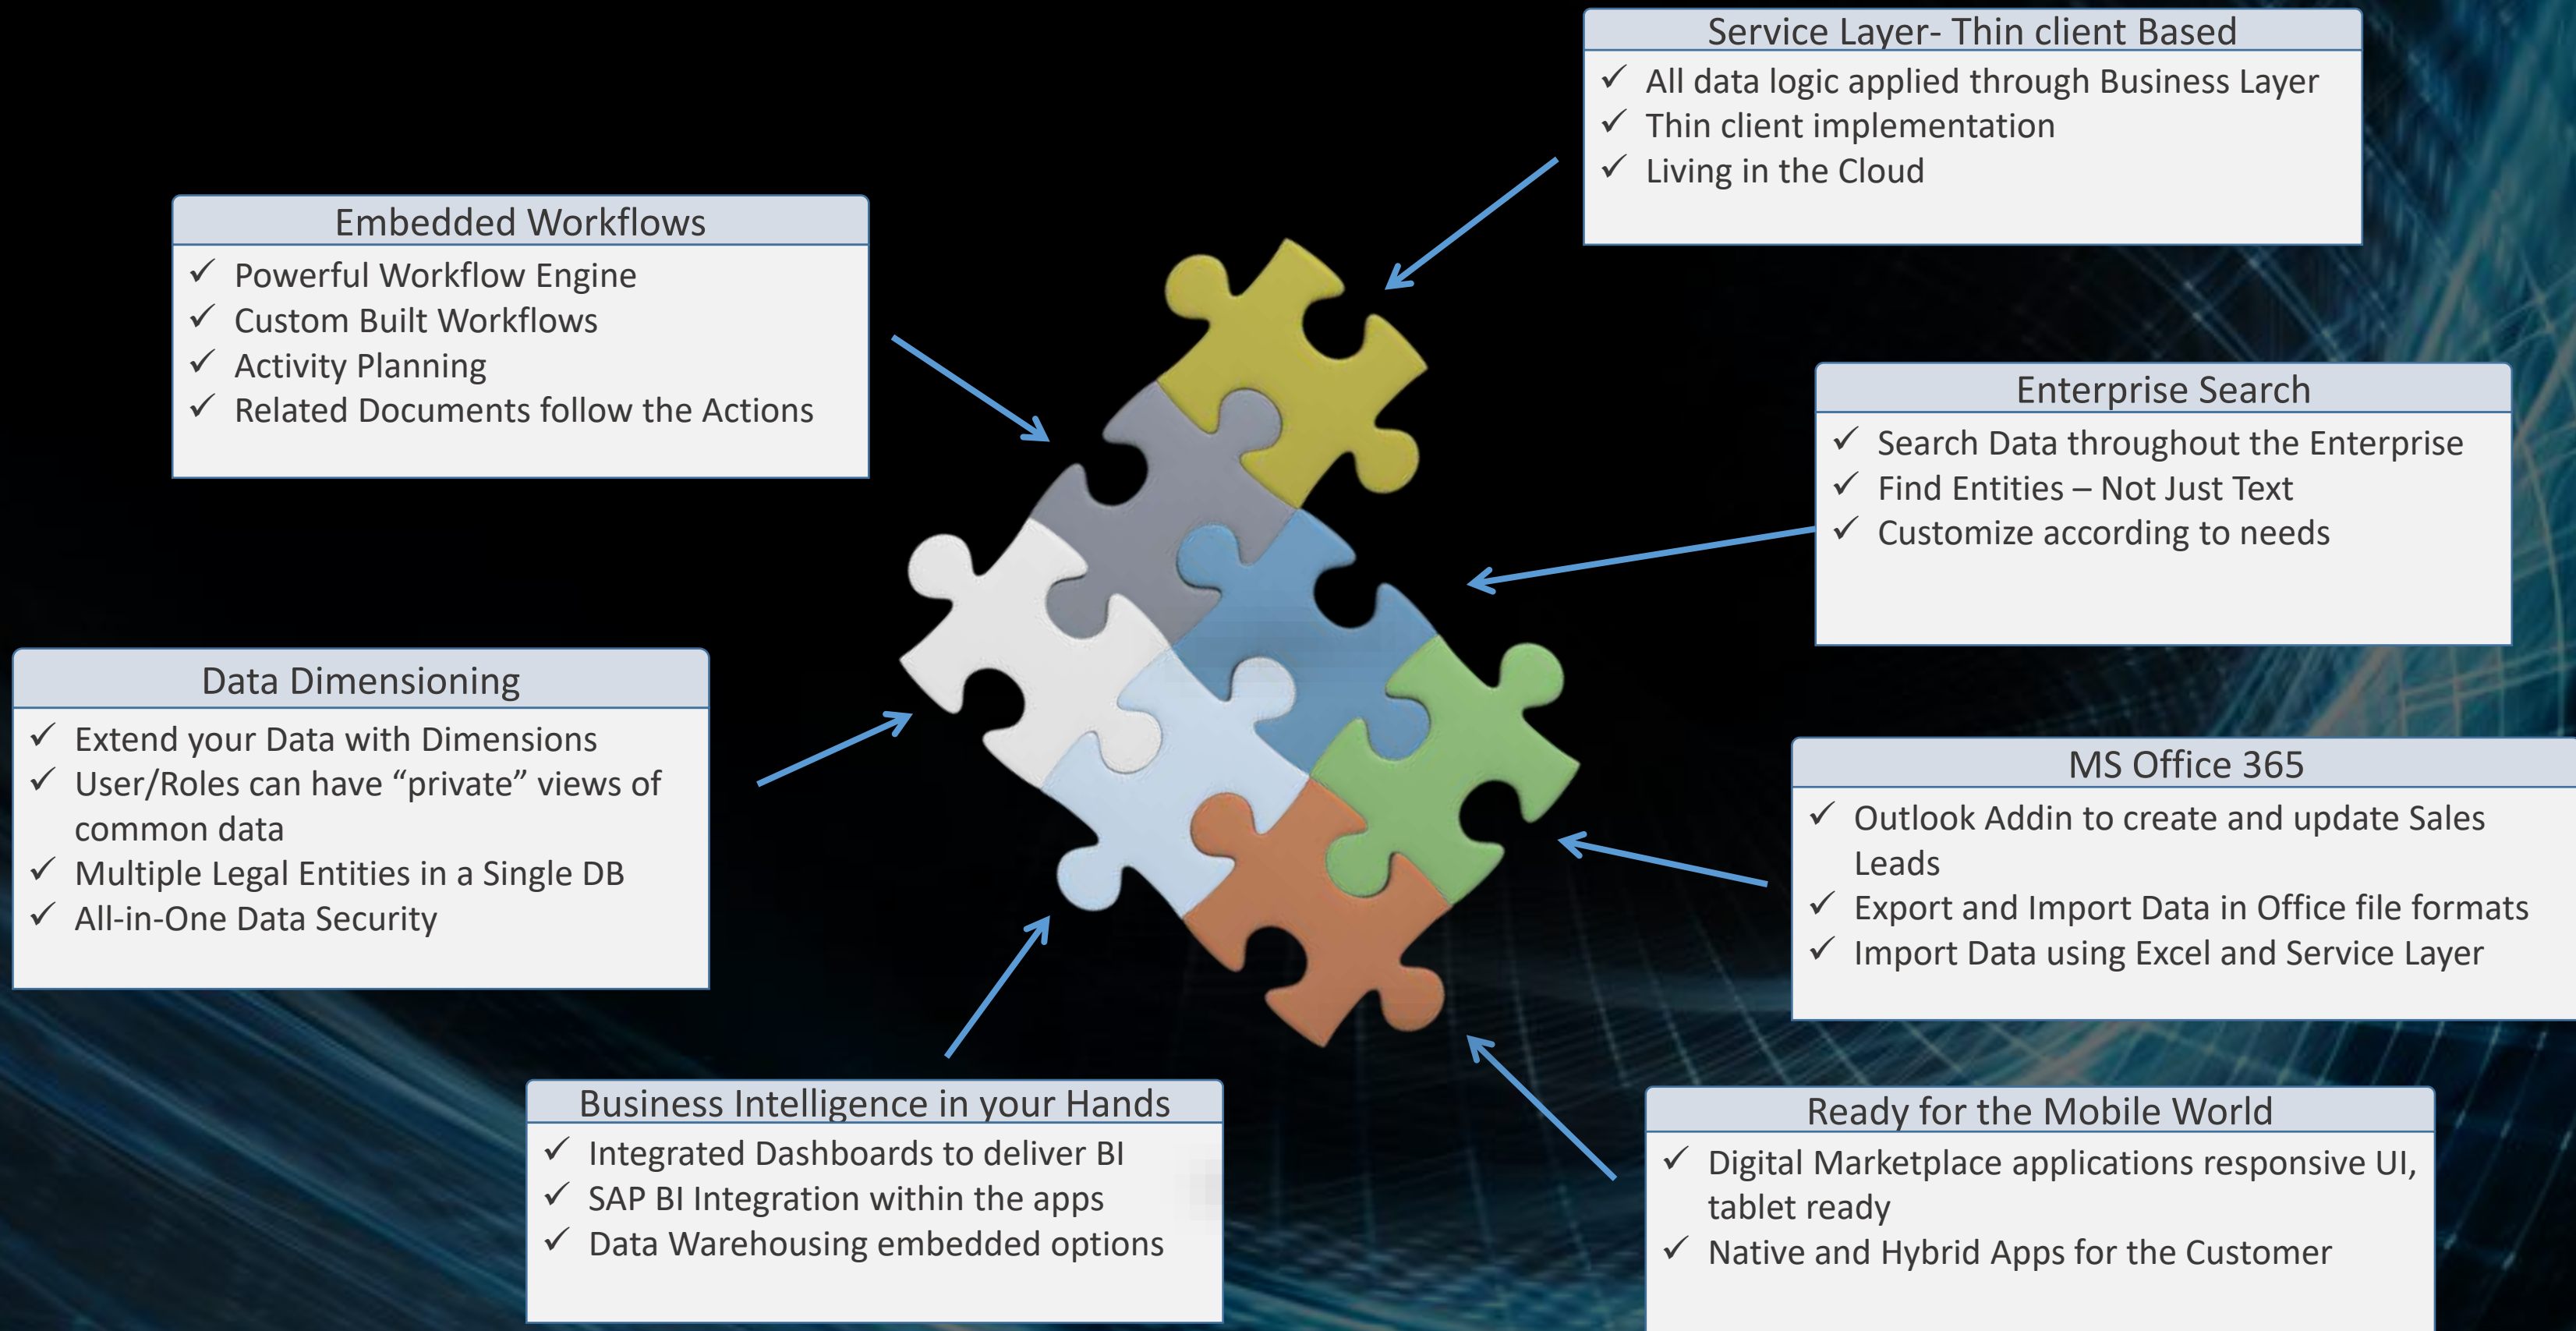 Service Layer- Thin client Based
✓ All data logic applied through Business Layer
✓ Thin client implementation
✓ Living in the Cloud
Embedded Workflows
✓ Powerful Workflow Engine
✓ Custom Built Workflows
✓ Activity Planning
✓ Related Documents follow the Actions
Enterprise Search
✓ Search Data throughout the Enterprise
✓ Find Entities – Not Just Text
✓ Customize according to needs
Data Dimensioning
✓ Extend your Data with Dimensions
✓ User/Roles can have “private” views of
common data
✓ Multiple Legal Entities in a Single DB
✓ All-in-One Data Security
MS Office 365
✓ Outlook Addin to create and update Sales
Leads
✓ Export and Import Data in Office file formats
✓ Import Data using Excel and Service Layer
Business Intelligence in your Hands
✓ Integrated Dashboards to deliver BI
✓ SAP BI Integration within the apps
✓ Data Warehousing embedded options
Ready for the Mobile World
✓ Digital Marketplace applications responsive UI,
tablet ready
✓ Native and Hybrid Apps for the Customer